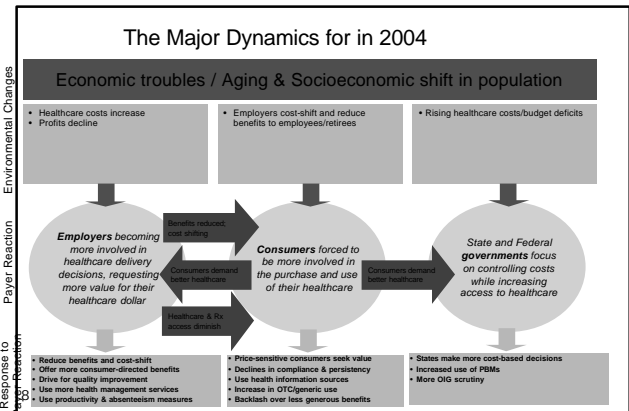 The Major Dynamics for in 2004
Economic troubles / Aging & Socioeconomic shift in population
Environmental Changes
• Healthcare costs increase
• Profits decline
• Employers cost-shift and reduce
benefits to employees/retirees
• Rising healthcare costs/budget deficits
Payer Reaction
Employers becoming
more involved in
healthcare delivery
decisions, requesting
more value for their
healthcare dollar
Benefits reduced;
cost shifting
Consumers demand
better healthcare
Healthcare & Rx
access diminish
Consumers forced to
be more involved in
the purchase and use
of their healthcare
Consumers demand
better healthcare
State and Federal
governments focus
on controlling costs
while increasing
access to healthcare
Response to
Payer Reaction
• Reduce benefits and cost-shift
• Offer more consumer-directed benefits
• Drive for quality improvement
• Use more health management services
• Use productivity & absenteeism measures
• Price-sensitive consumers seek value
• Declines in compliance & persistency
• Use health information sources
• Increase in OTC/generic use
• Backlash over less generous benefits
• States make more cost-based decisions
• Increased use of PBMs
• More OIG scrutiny
8